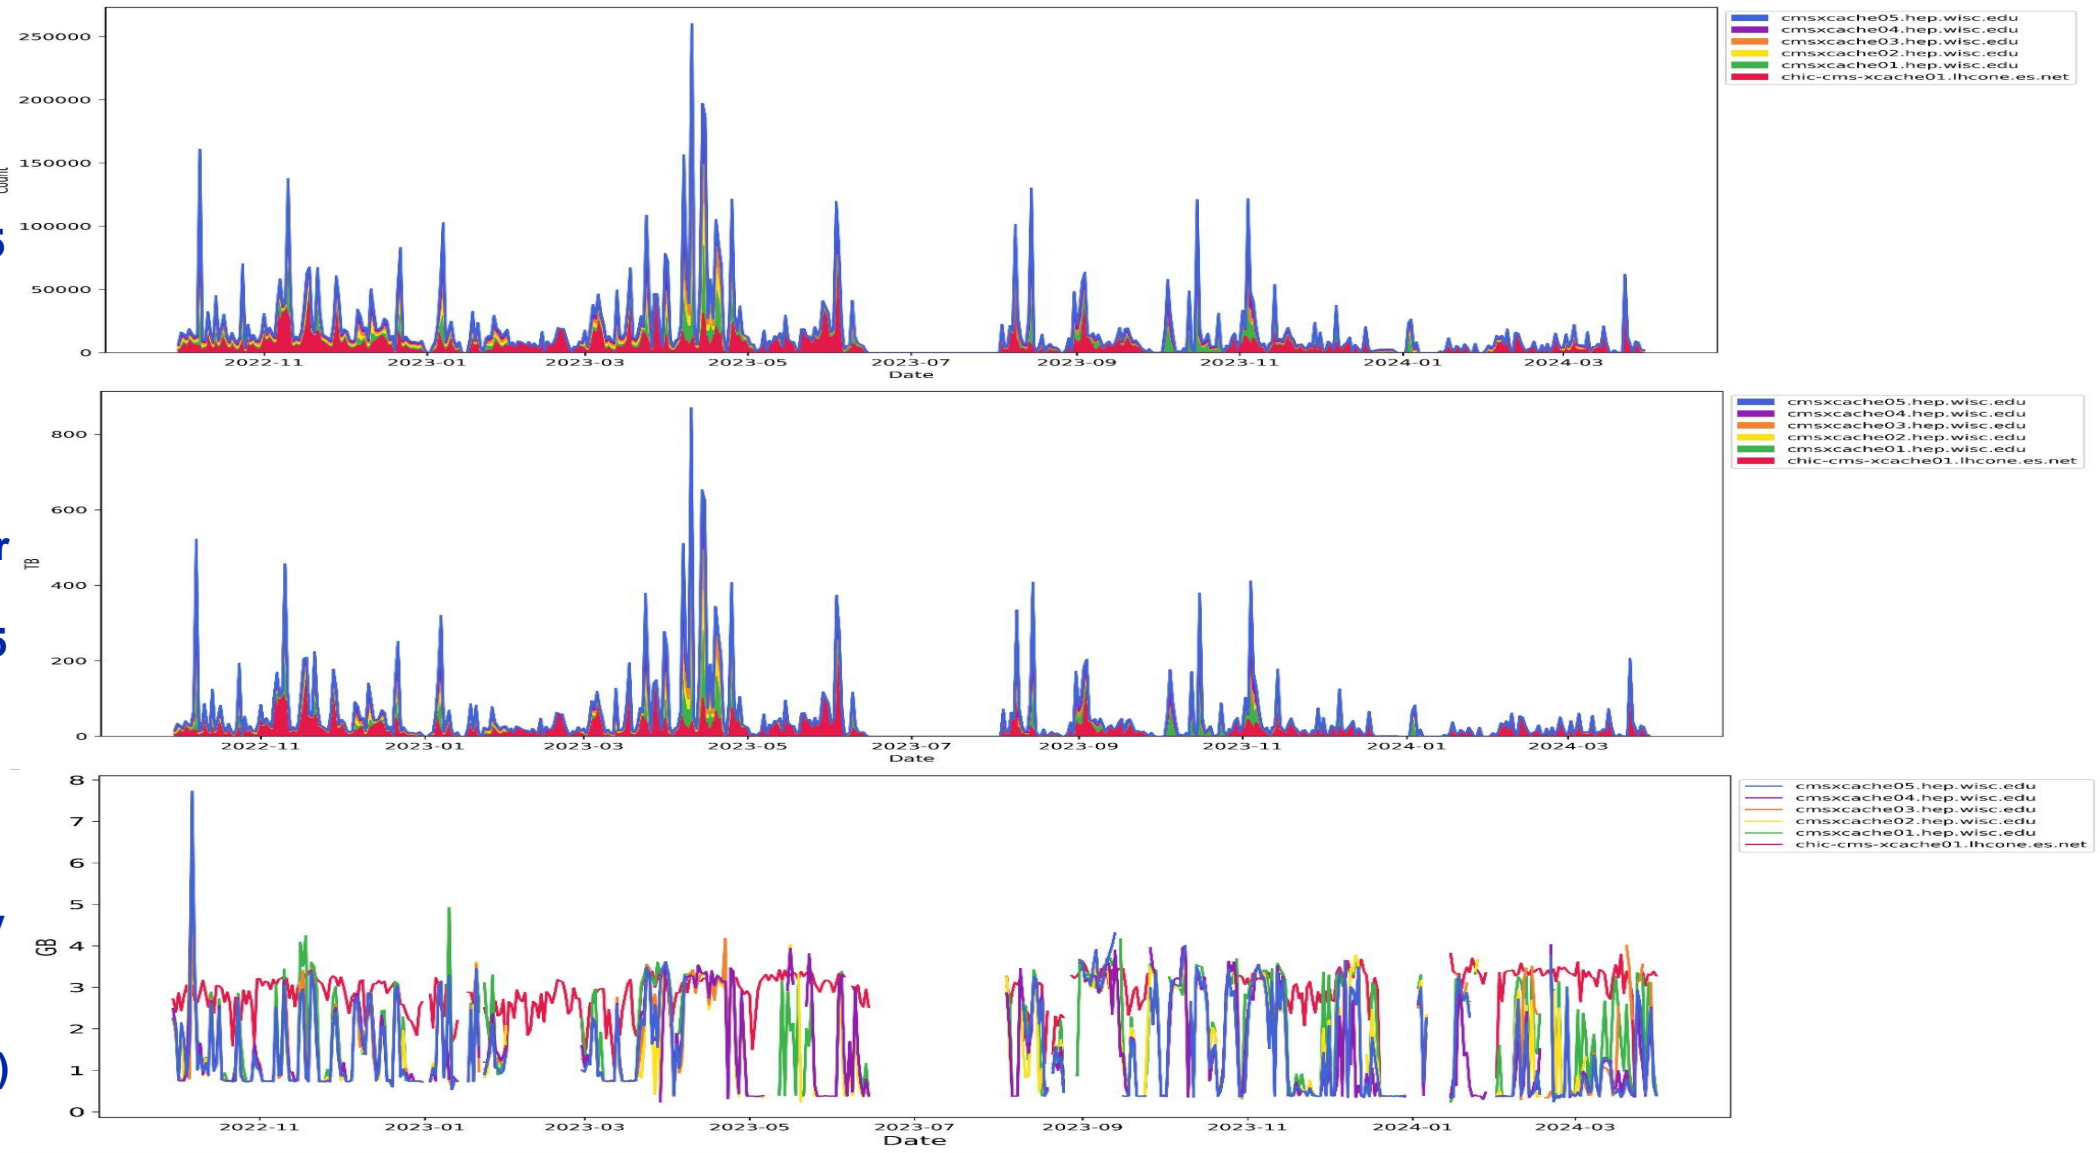 250000
200000
150000
100000
50000
0
count
2022-11 2023-01 2023-03 2023-05 2023-07 2023-09 2023-11 2024-01 2024-03
Date
cmsxcache05.hep.wisc.edu
cmsxcache04.hep.wisc.edu
cmsxcache03.hep.wisc.edu
cmsxcache02.hep.wisc.edu
cmsxcache01.hep.wisc.edu
chic-cms-xcache01.lhcone.es.net
5
800
600
400
200
0
TB
2022-11 2023-01 2023-03 2023-05 2023-07 2023-09 2023-11 2024-01 2024-03
Date
cmsxcache05.hep.wisc.edu
cmsxcache04.hep.wisc.edu
cmsxcache03.hep.wisc.edu
cmsxcache02.hep.wisc.edu
cmsxcache01.hep.wisc.edu
chic-cms-xcache01.lhcone.es.net
r
5
8
7
6
5
4
3
2
1
0
GB
2022-11 2023-01 2023-03 2023-05 2023-07 2023-09 2023-11 2024-01 2024-03
Date
cmsxcache05.hep.wisc.edu
cmsxcache04.hep.wisc.edu
cmsxcache03.hep.wisc.edu
cmsxcache02.hep.wisc.edu
cmsxcache01.hep.wisc.edu
chic-cms-xcache01.lhcone.es.net
y
)